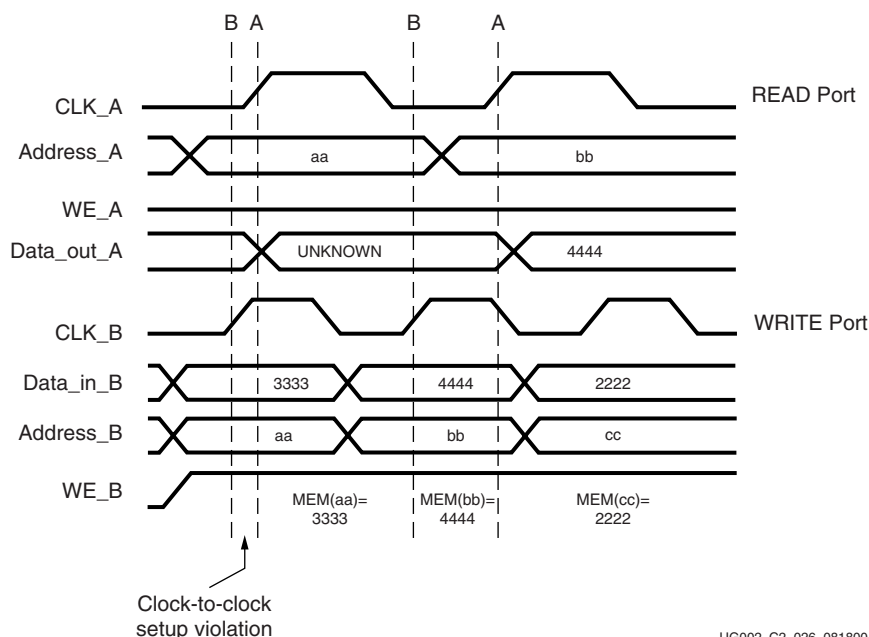 B A B A
CLK_A
READ Port
Address_A
aa
bb
WE_A
Data_out_A
UNKNOWN
4444
CLK_B
WRITE Port
Data_in_B
3333
4444
2222
Address_B
aa
bb
cc
WE_B
MEM(aa)=
3333
MEM(bb)=
4444
MEM(cc)=
2222
Clock-to-clock
setup violation